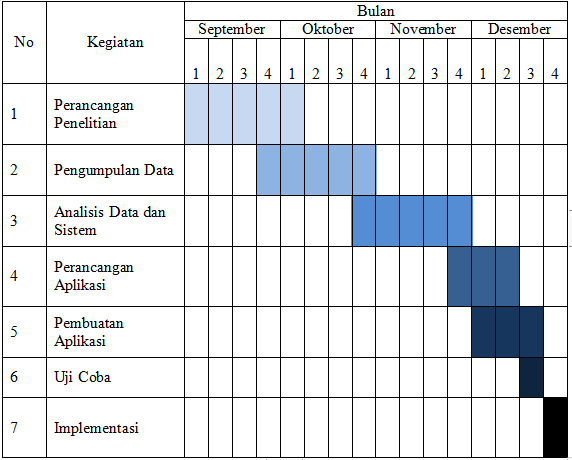 No Kegiatan Bulan
September Oktober November Desember
1 2 3 4 1 2 3 4 1 2 3 4 1 2 3 4
1 Perancangan
Penelitian
2 Pengumpulan Data
3 Analisis Data dan
Sistem
4 Perancangan
Aplikasi
5 Pembuatan
Aplikasi
6 Uji Coba
7 Implementasi